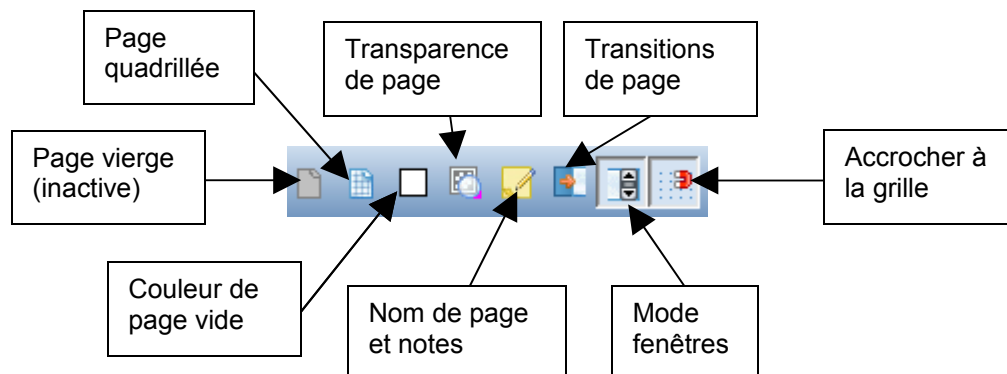 Page
quadrillée
Transparence
de page
Transitions
de page
Page vierge
(inactive)
Accrocher à
la grille
Couleur de
page vide
Nom de page
et notes
Mode
fenêtres